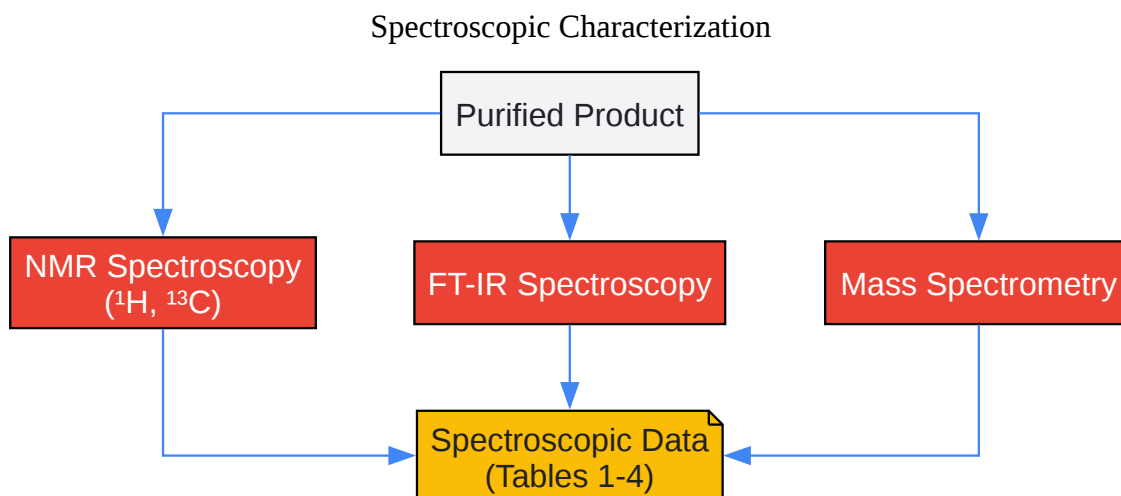 Spectroscopic Characterization
Purified Product
NMR Spectroscopy
(¹H, ¹³C)
FT-IR Spectroscopy
Mass Spectrometry
Spectroscopic Data
(Tables 1-4)